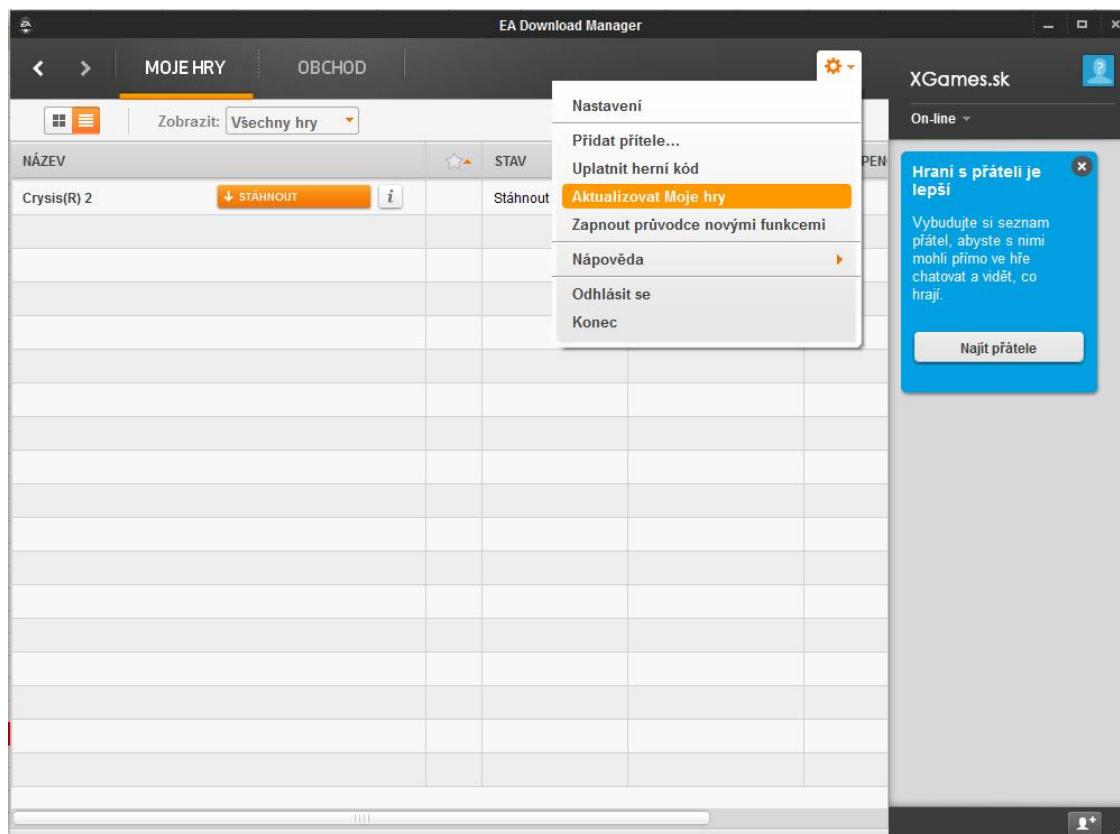 EA Download Manager
MOJE HRY
OBCHOD
XGames.sk
On-line
Zobrazit: Všechny hry
NÁZEV
STAV
Crysis(R) 2
STÁHNOUT
i
Stáhnout
Nastavení
Přidat přítele...
Uplatnit herní kód
Aktualizovat Moje hry
Zapnout průvodce novými funkcemi
Nápověda
Odhlásit se
Konec
Hraní s přáteli je
lepší
Vybudujte si seznam
přátel, abyste s nimi
mohli přímo ve hře
chatovat a vidět, co
hrají.
Najít přátele